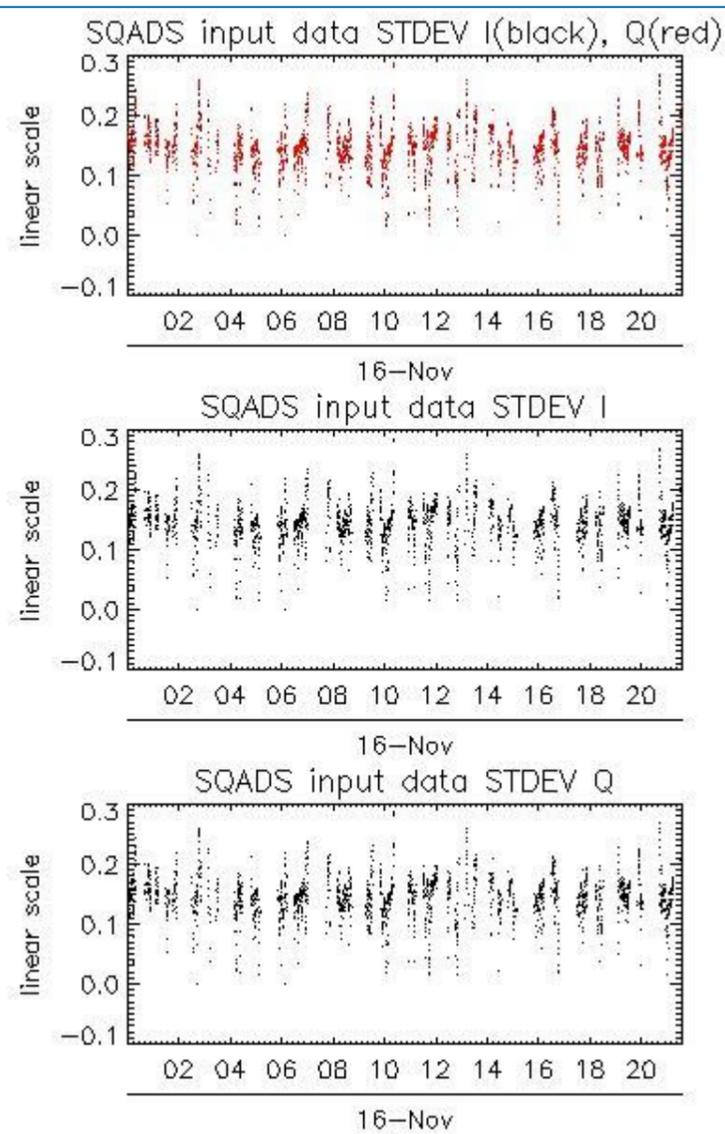 SQADS input data STDEV I(black), Q(red)
0.3
0.2
0.1
0.0
−0.1
linear scale
02 04 06 08 10 12 14 16 18 20
16−Nov
SQADS input data STDEV I
0.3
0.2
0.1
0.0
−0.1
linear scale
02 04 06 08 10 12 14 16 18 20
16−Nov
SQADS input data STDEV Q
0.3
0.2
0.1
0.0
−0.1
linear scale
02 04 06 08 10 12 14 16 18 20
16−Nov